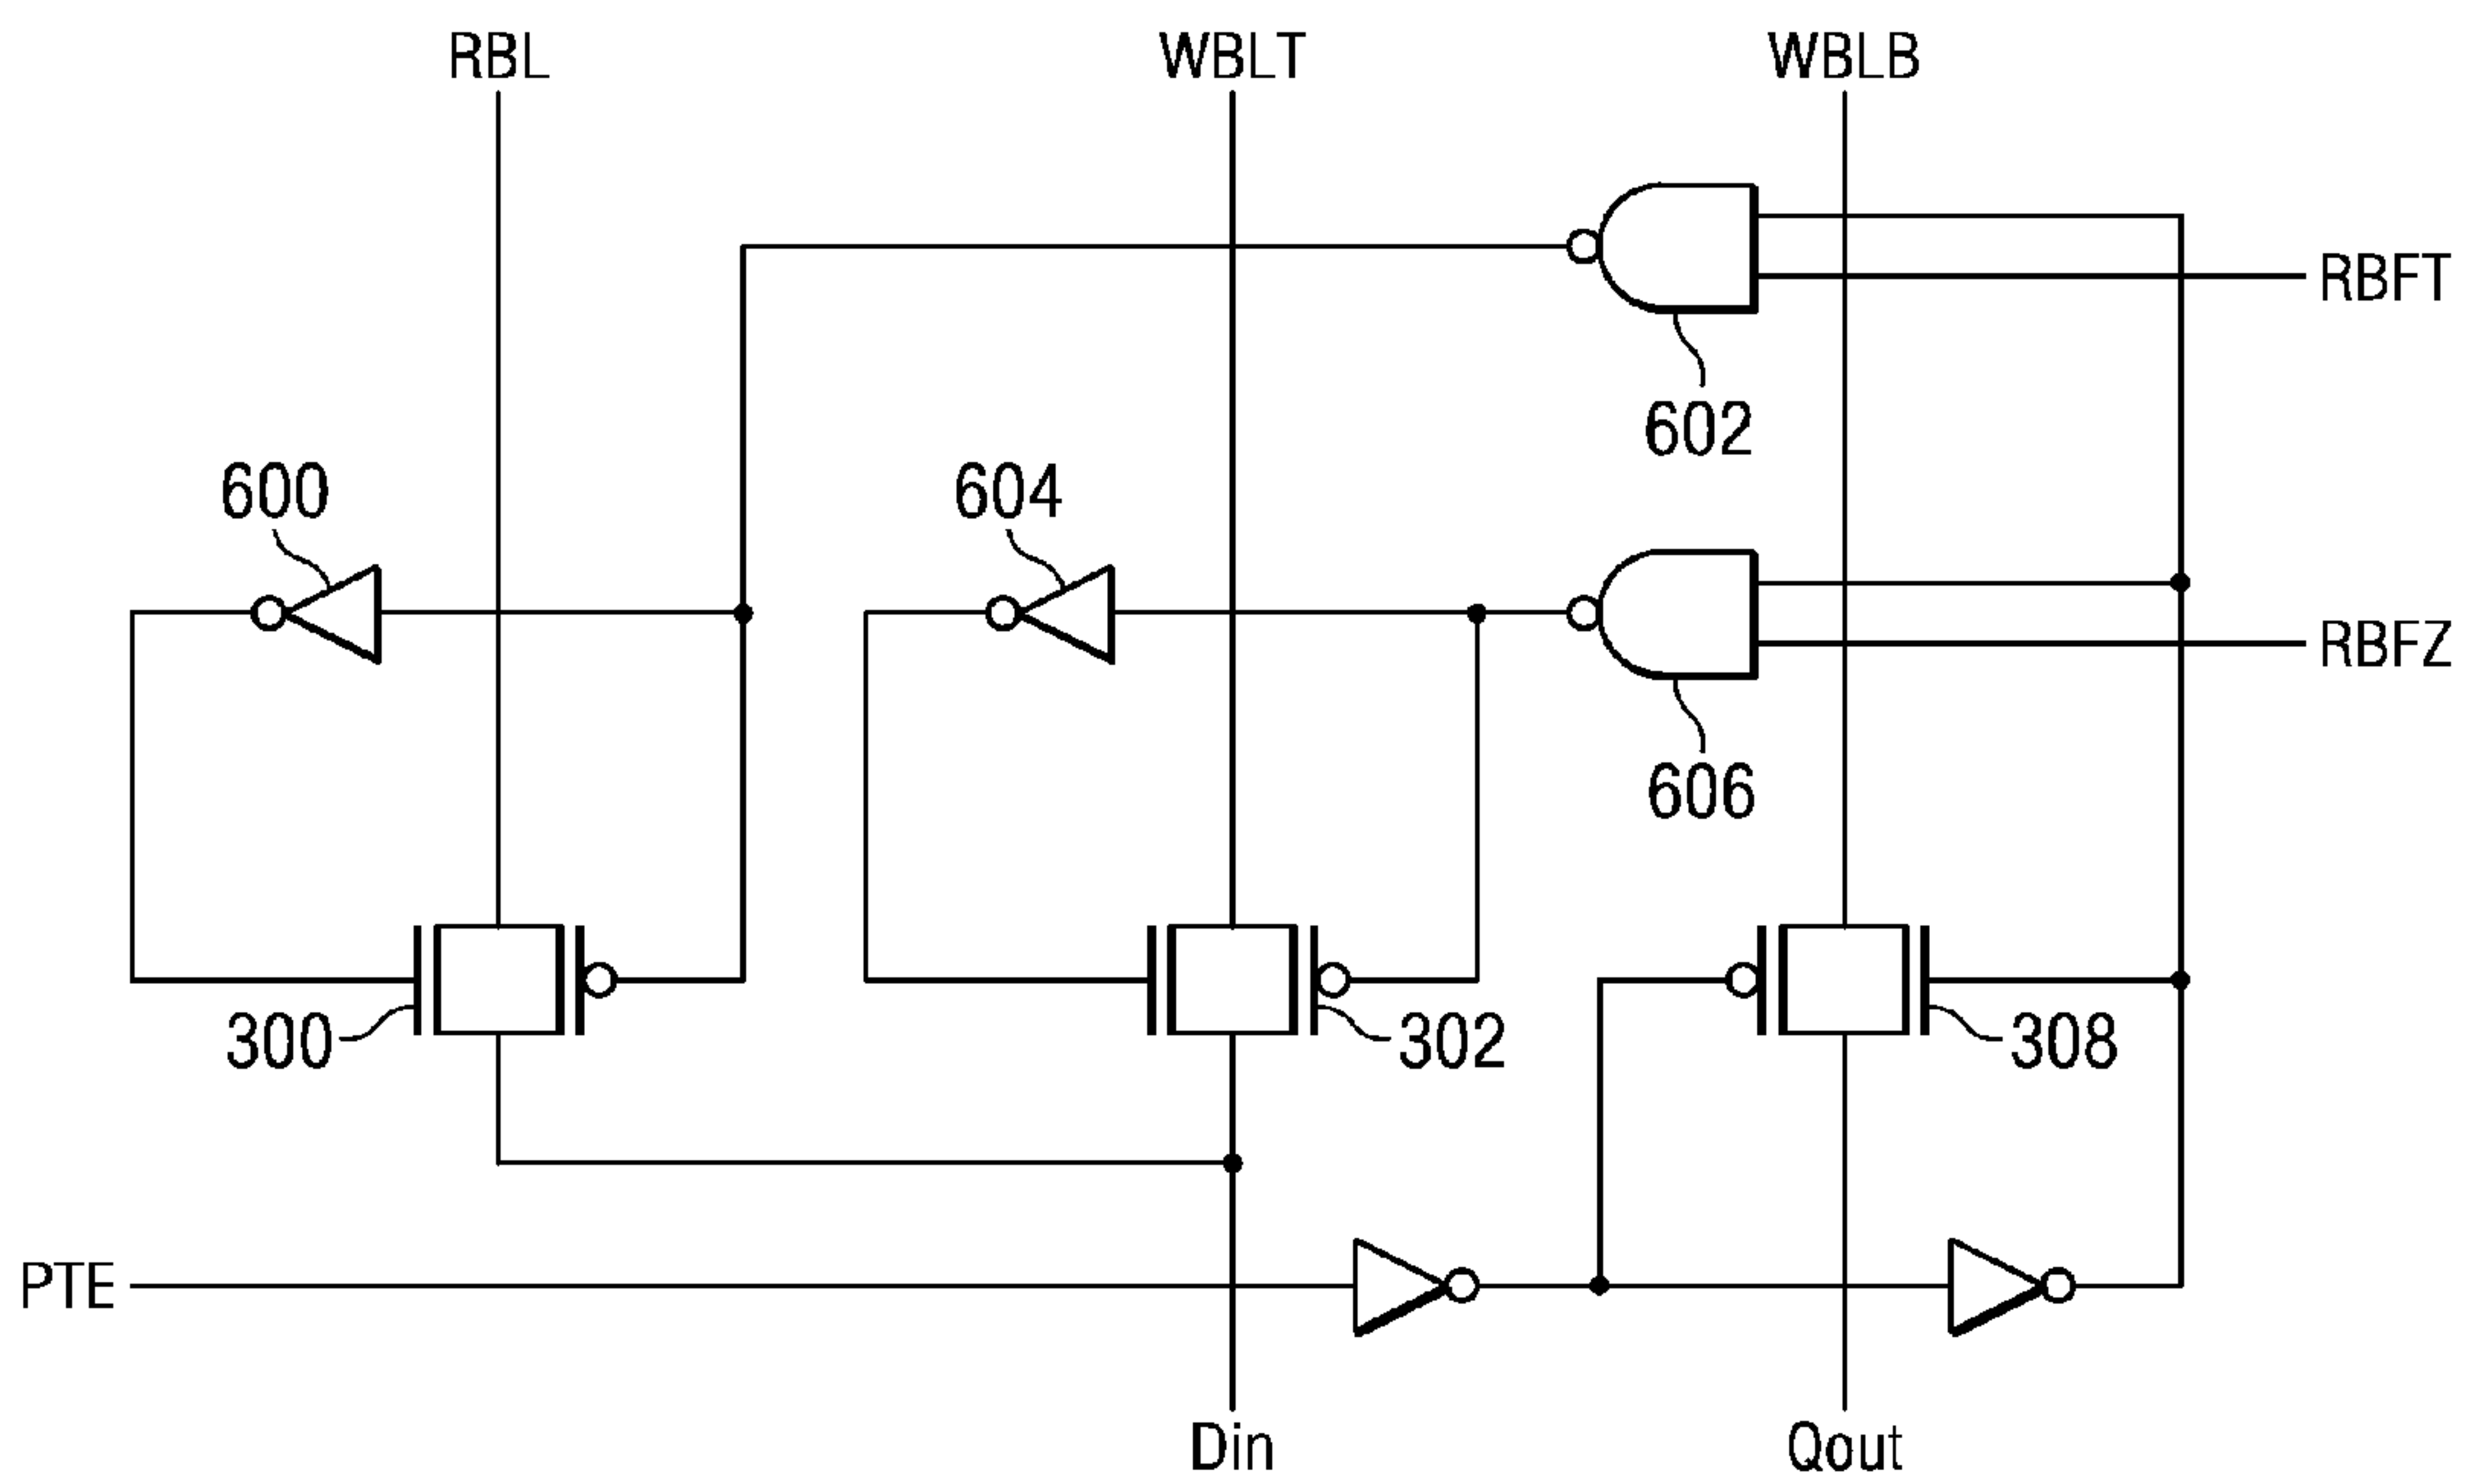 RBL
WBLT
WBLB
RBFT
602
600
604
RBFZ
606
300
302
308
PTE
Din
Qout